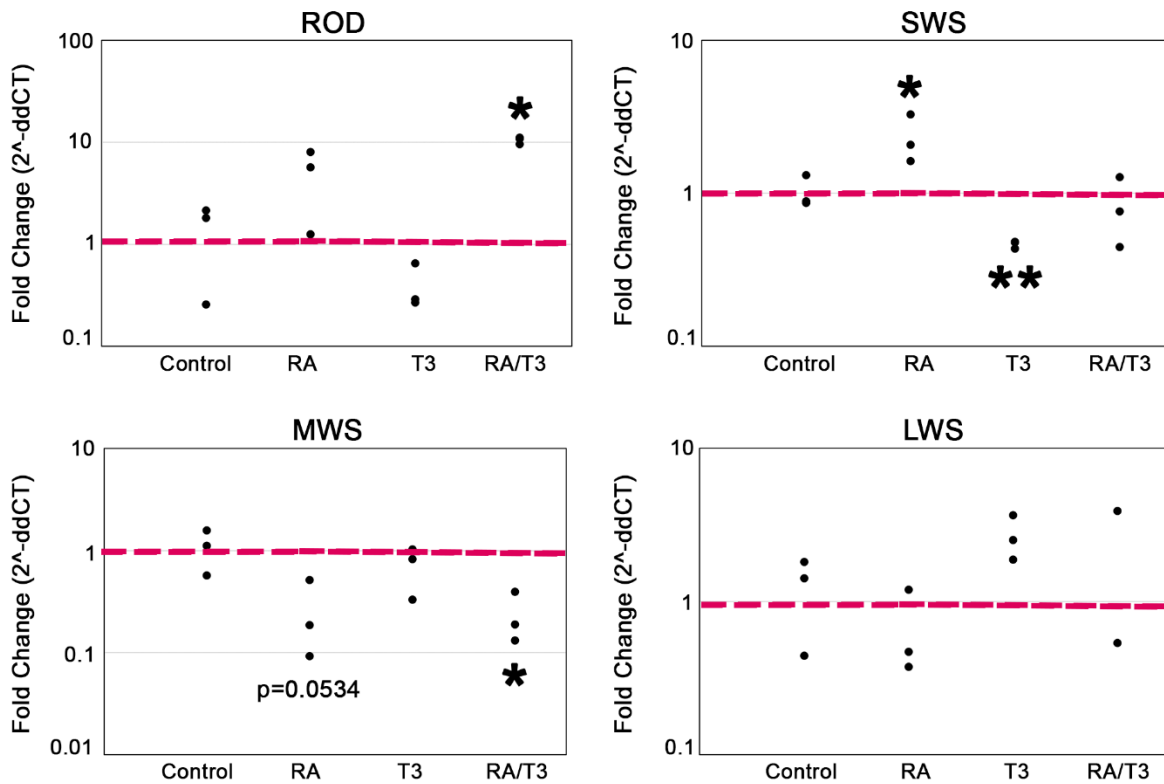 ROD
Fold Change (2^-ddCT)
100
10
1
0.1
Control RA T3 RA/T3
*
SWS
Fold Change (2^-ddCT)
10
1
0.1
Control RA T3 RA/T3
*
**
MWS
Fold Change (2^-ddCT)
10
1
0.1
0.01
Control RA T3 RA/T3
p=0.0534
*
LWS
Fold Change (2^-ddCT)
10
1
0.1
Control RA T3 RA/T3